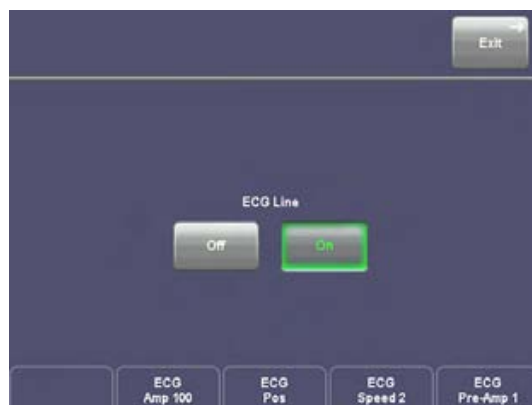 Exit
ECG Line
Off
On
ECG
Amp 100
ECG
Pos
ECG
Speed 2
ECG
Pre-Amp 1